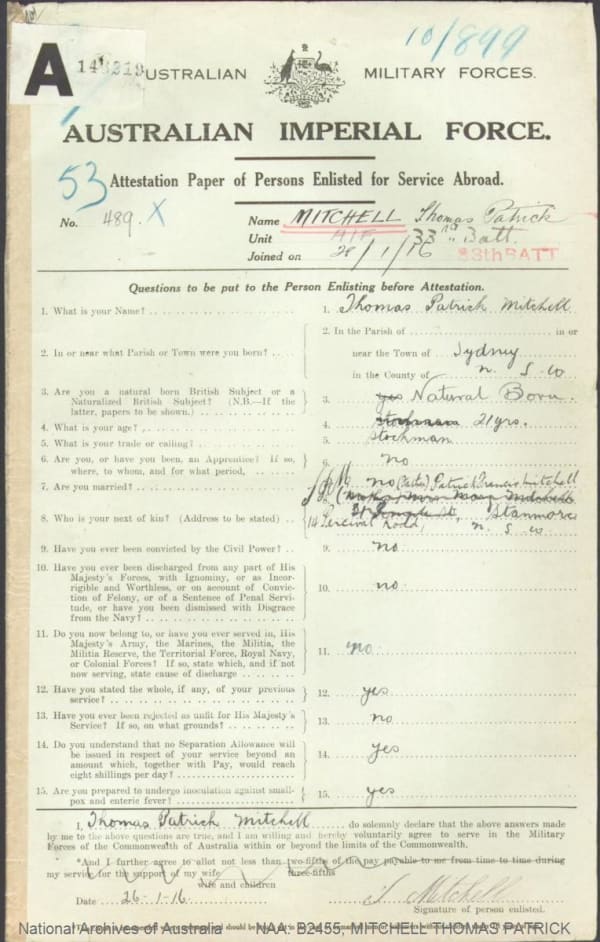 10/899
A 149219
AUSTRALIAN MILITARY FORCES.
AUSTRALIAN IMPERIAL FORCE.
53
Attestation Paper of Persons Enlisted for Service Abroad.
No. 489. X
Name MITCHELL Thomas Patrick
Unit AIF 33rd Batt.
Joined on 28/1/16 33th BATT
Questions to be put to the Person Enlisting before Attestation.
1. What is your Name? 1. Thomas Patrick Mitchell
2. In or near what Parish or Town were you born? 2. In the Parish of in or
near the Town of Sydney
in the County of n. S. W
3. Are you a natural born British Subject or a
Naturalized British Subject? (N.B.—If the
latter, papers to be shown.) 3. yes Natural Born.
4. What is your age? 4. stockman 21 yrs.
5. What is your trade or calling? 5. stockman
6. Are you, or have you been, an Apprentice? If so,
where, to whom, and for what period, 6. no
7. Are you married? 7. no
8. Who is your next of kin? (Address to be stated) 8. (Father) Patrick Francis Mitchell
(mother) Mrs Mary Mitchell
Temple St, Stanmore
14 Percival Road, n. S. W
9. Have you ever been convicted by the Civil Power? 9. no
10. Have you ever been discharged from any part of His
Majesty's Forces, with Ignominy, or as Incor-
rigible and Worthless, or on account of Convic-
tion of Felony, or of a Sentence of Penal Servi-
tude, or have you been dismissed with Disgrace
from the Navy? 10. no
11. Do you now belong to, or have you ever served in, His
Majesty's Army, the Marines, the Militia, the
Militia Reserve, the Territorial Force, Royal Navy,
or Colonial Forces? If so, state which, and if not
now serving, state cause of discharge 11. no.
12. Have you stated the whole, if any, of your previous
service? 12. yes
13. Have you ever been rejected as unfit for His Majesty's
Service? If so, on what grounds? 13. no
14. Do you understand that no Separation Allowance will
be issued in respect of your service beyond an
amount which, together with Pay, would reach
eight shillings per day? 14. yes
15. Are you prepared to undergo inoculation against small-
pox and enteric fever? 15. yes
I, Thomas Patrick Mitchell do solemnly declare that the above answers made
by me to the above questions are true, and I am willing and hereby voluntarily agree to serve in the Military
Forces of the Commonwealth of Australia within or beyond the limits of the Commonwealth.
*And I further agree to allot not less than two-fifths of the pay payable to me from time to time during
three-fifths
my service for the support of my wife
wife and children
Date 26-1-16. T Mitchell
Signature of person enlisted.
National Archives of Australia NAA: B2455, MITCHELL THOMAS PATRICK